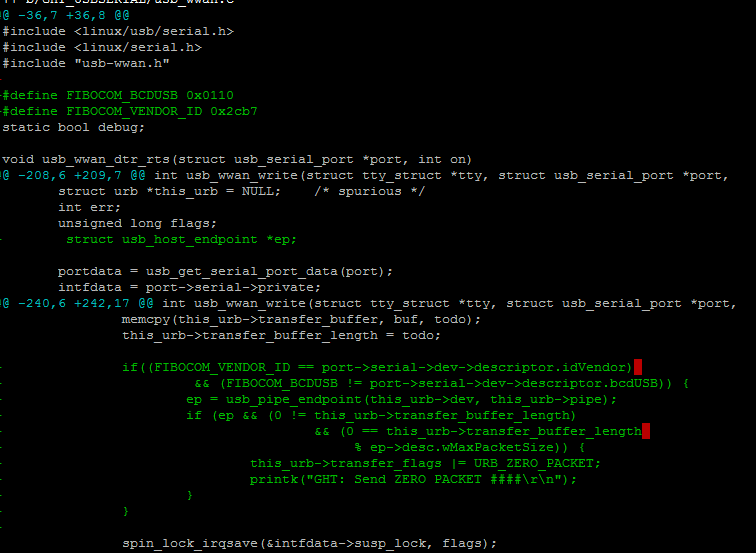 b/GHT_USBSERIAL/usb_wwan.c
@ -36,7 +36,8 @@
#include <linux/usb/serial.h>
#include <linux/serial.h>
#include "usb-wwan.h"
-
#define FIBOCOM_BCDUSB 0x0110
#define FIBOCOM_VENDOR_ID 0x2cb7
static bool debug;
void usb_wwan_dtr_rts(struct usb_serial_port *port, int on)
@ -208,6 +209,7 @@ int usb_wwan_write(struct tty_struct *tty, struct usb_serial_port *port,
struct urb *this_urb = NULL; /* spurious */
int err;
unsigned long flags;
struct usb_host_endpoint *ep;
portdata = usb_get_serial_port_data(port);
intfdata = port->serial->private;
@ -240,6 +242,17 @@ int usb_wwan_write(struct tty_struct *tty, struct usb_serial_port *port,
memcpy(this_urb->transfer_buffer, buf, todo);
this_urb->transfer_buffer_length = todo;
if((FIBOCOM_VENDOR_ID == port->serial->dev->descriptor.idVendor)
&& (FIBOCOM_BCDUSB != port->serial->dev->descriptor.bcdUSB)) {
ep = usb_pipe_endpoint(this_urb->dev, this_urb->pipe);
if (ep && (0 != this_urb->transfer_buffer_length)
&& (0 == this_urb->transfer_buffer_length
% ep->desc.wMaxPacketSize)) {
this_urb->transfer_flags |= URB_ZERO_PACKET;
printk("GHT: Send ZERO PACKET ####\r\n");
}
}
spin_lock_irqsave(&intfdata->susp_lock, flags);